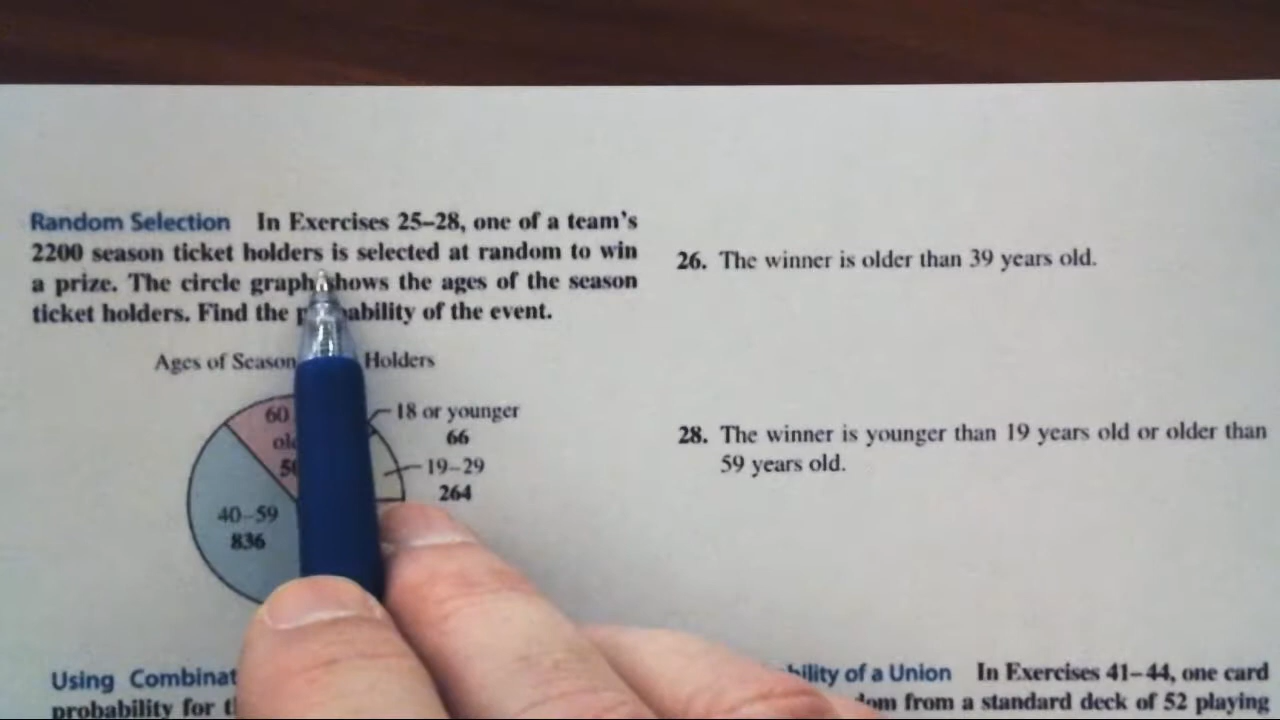 Random Selection In Exercises 25–28, one of a team's
2200 season ticket holders is selected at random to win
a prize. The circle graph shows the ages of the season
ticket holders. Find the of the event.
Ages of Season Holders
60
18 or younger
66
19–29
264
40–59
836
26. The winner is older than 39 years old.
28. The winner is younger than 19 years old or older than
59 years old.
Using
probability for
of a Union In Exercises 41–44, one card
from a standard deck of 52 playing